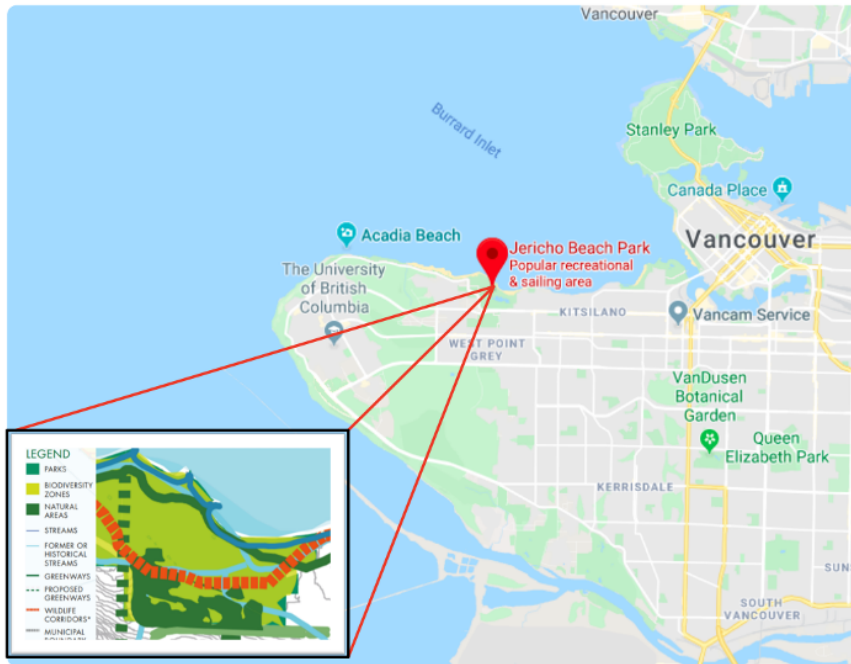 Vancouver
Burrard Inlet
Stanley Park
Canada Place
Acadia Beach
Jericho Beach Park
Popular recreational
& sailing area
Vancouver
The University
of British
Columbia
KITSILANO
Vancam Service
WEST POINT
GREY
VanDusen
Botanical
Garden
Queen
Elizabeth Park
KERRISDALE
SUN
SOUTH
VANCOUVER
LEGEND
PARKS
BIODIVERSITY
ZONES
NATURAL
AREAS
STREAMS
FORMER OR
HISTORICAL
STREAMS
GREENWAYS
PROPOSED
GREENWAYS
WILDLIFE
CORRIDORS*
MUNICIPAL
BOUNDARY